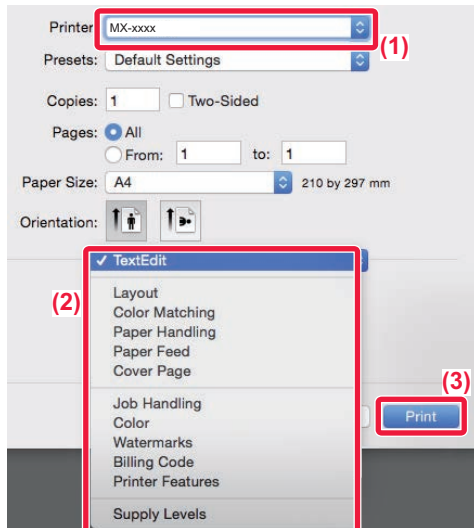 Printer: MX-xxxx
(1)
Presets: Default Settings
Copies: 1 Two-Sided
Pages: All
From: 1 to: 1
Paper Size: A4 210 by 297 mm
Orientation:
✓ TextEdit
(2)
Layout
Color Matching
Paper Handling
Paper Feed
Cover Page
(3)
Job Handling
Color
Watermarks
Billing Code
Printer Features
Print
Supply Levels